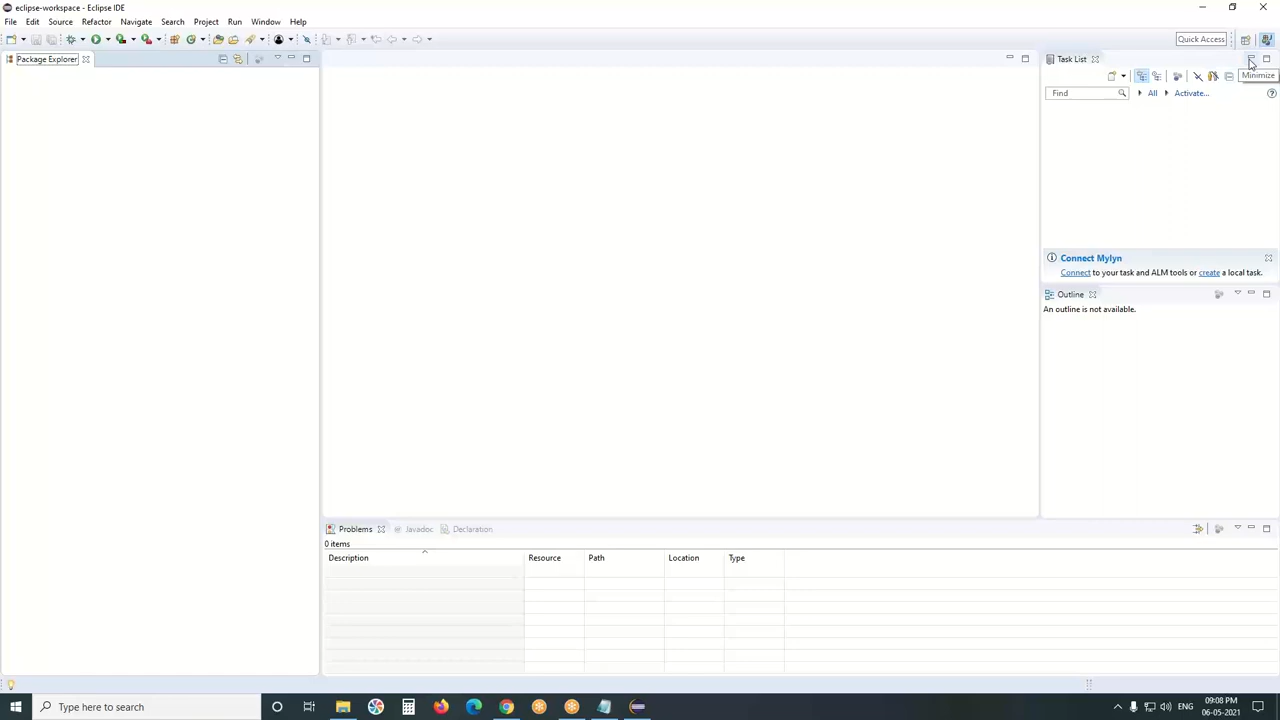 eclipse-workspace - Eclipse IDE
File Edit Source Refactor Navigate Search Project Run Window Help
Quick Access
Package Explorer
Task List
Minimize
Find
All
Activate...
Connect Mylyn
Connect to your task and ALM tools or create a local task.
Outline
An outline is not available.
Problems Javadoc Declaration
0 items
Description Resource Path Location Type
Type here to search
ENG
09:08 PM
06-05-2021